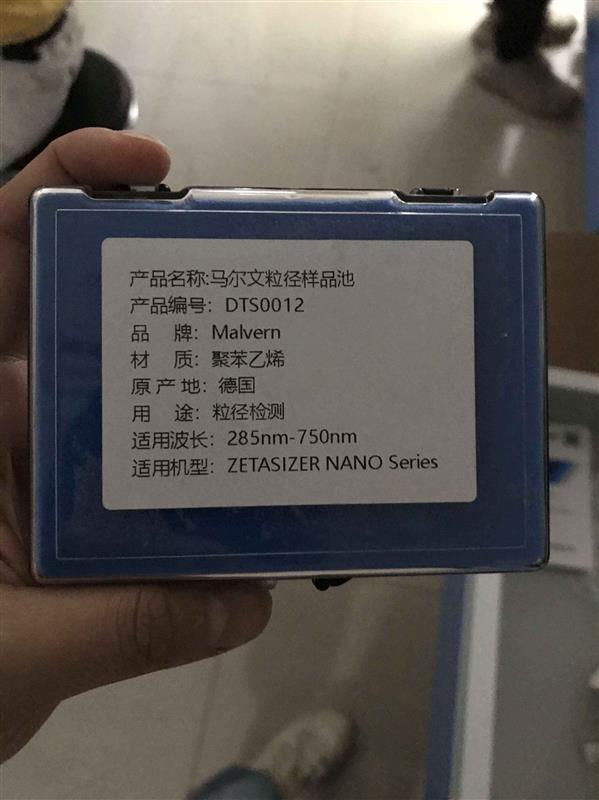 产品名称:马尔文粒径样品池
产品编号：DTS0012
品 牌：Malvern
材 质：聚苯乙烯
原 产 地：德国
用 途：粒径检测
适用波长：285nm-750nm
适用机型：ZETASIZER NANO Series